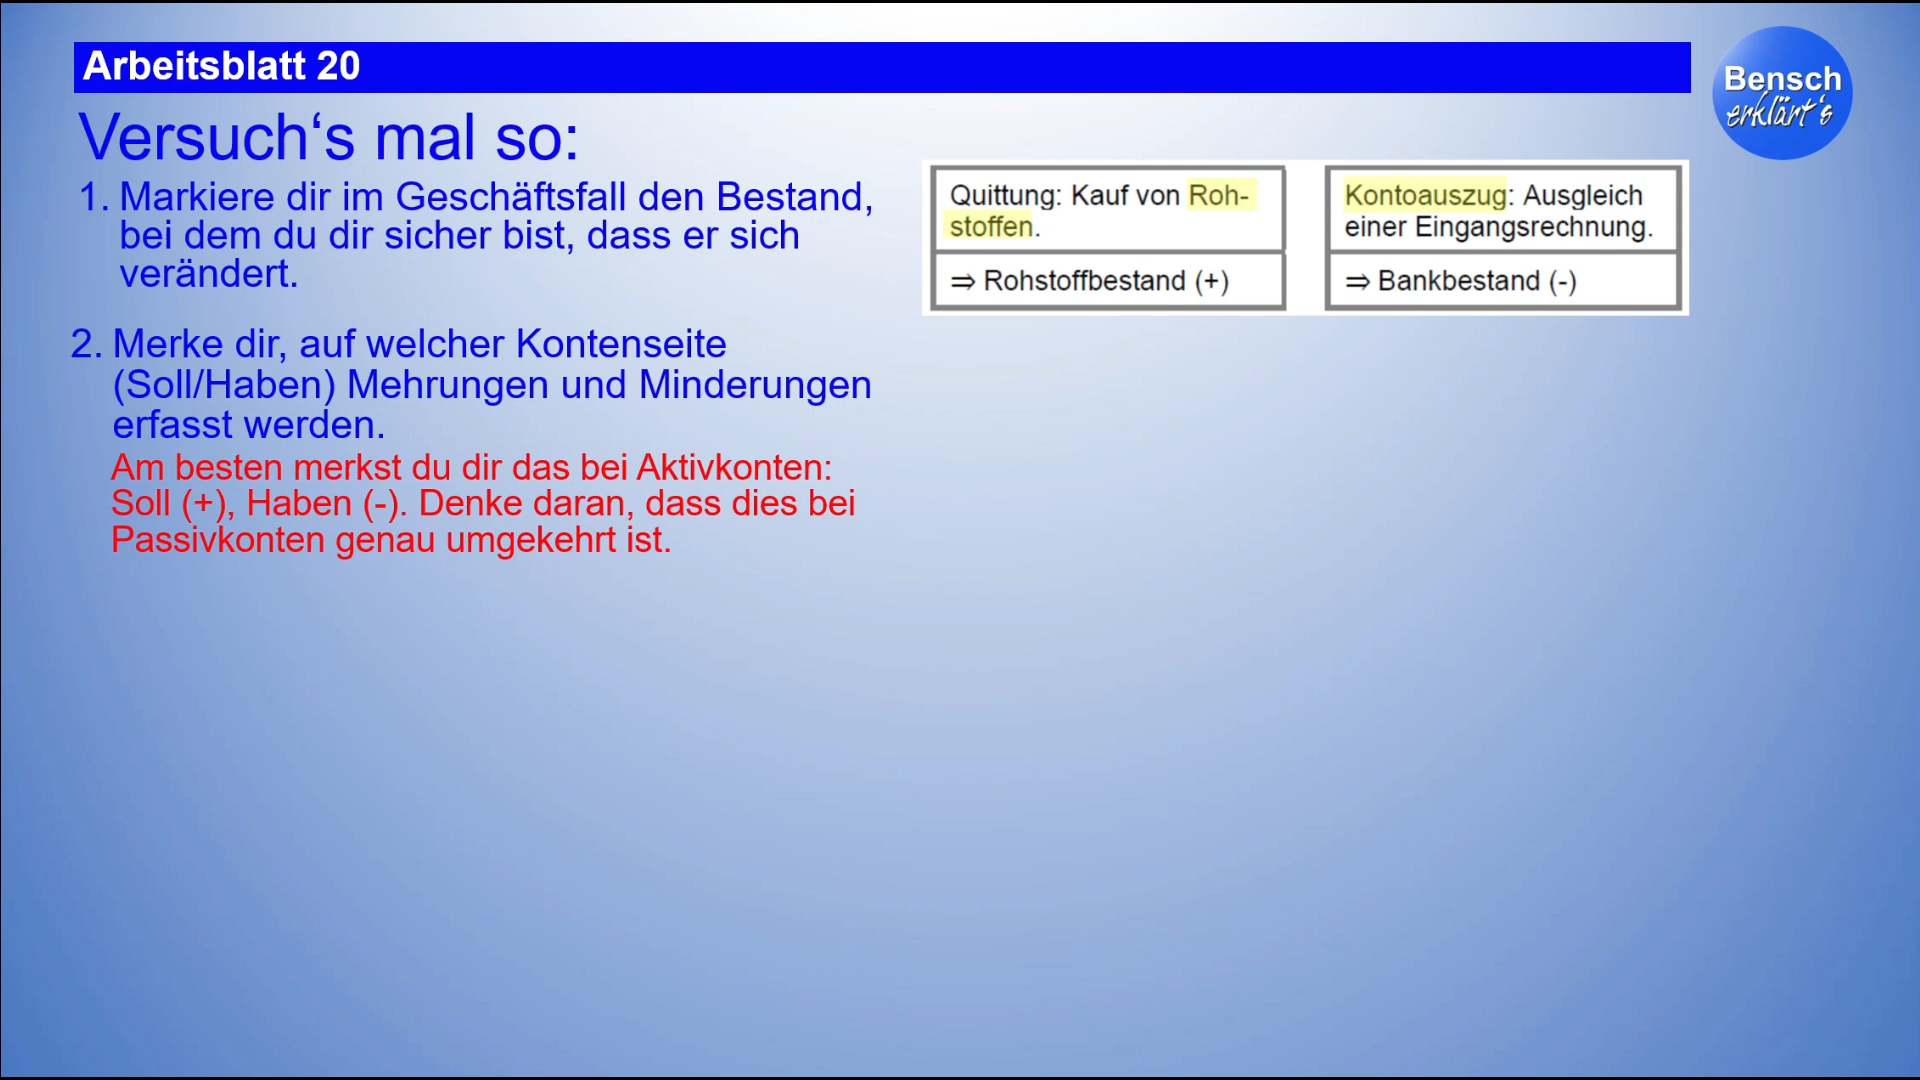 Arbeitsblatt 20
Bensch
erklärt's
Versuch‘s mal so:
1. Markiere dir im Geschäftsfall den Bestand,
bei dem du dir sicher bist, dass er sich
verändert.
Quittung: Kauf von Roh-
stoffen.
⇒ Rohstoffbestand (+)
Kontoauszug: Ausgleich
einer Eingangsrechnung.
⇒ Bankbestand (-)
2. Merke dir, auf welcher Kontenseite
(Soll/Haben) Mehrungen und Minderungen
erfasst werden.
Am besten merkst du dir das bei Aktivkonten:
Soll (+), Haben (-). Denke daran, dass dies bei
Passivkonten genau umgekehrt ist.